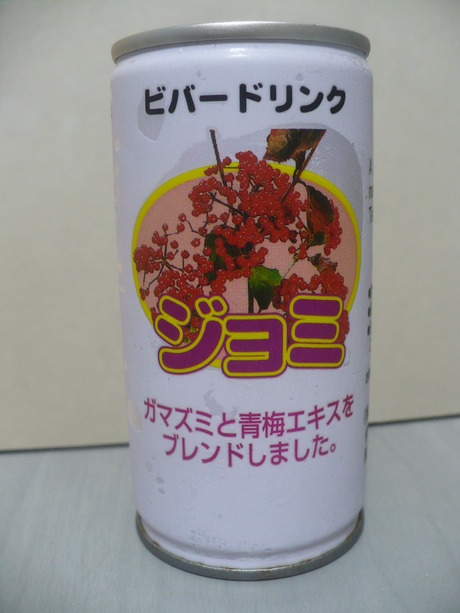 ビバードリンク
ジョミ
ガマズミと青梅エキスを
ブレンドしました。